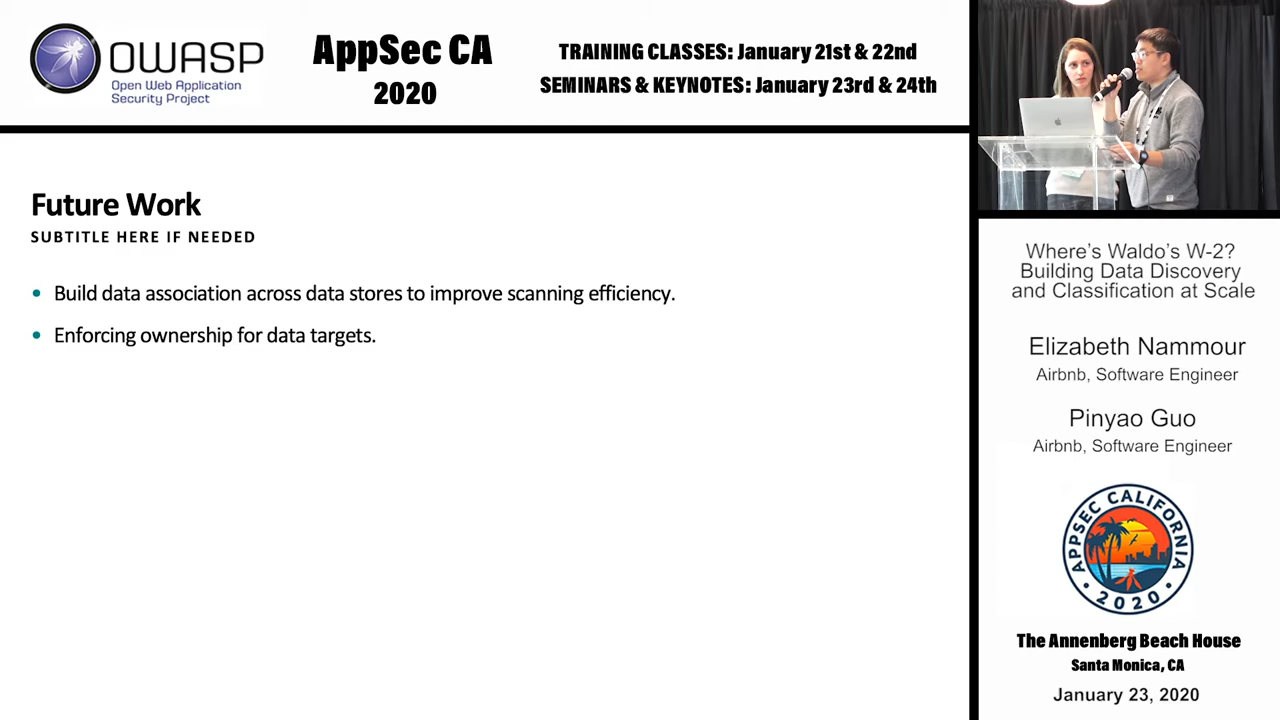 OWASP
Open Web Application
Security Project
AppSec CA
2020
TRAINING CLASSES: January 21st & 22nd
SEMINARS & KEYNOTES: January 23rd & 24th
Future Work
SUBTITLE HERE IF NEEDED
• Build data association across data stores to improve scanning efficiency.
• Enforcing ownership for data targets.
Where's Waldo's W-2?
Building Data Discovery
and Classification at Scale
Elizabeth Nammour
Airbnb, Software Engineer
Pinyao Guo
Airbnb, Software Engineer
APPSEC CALIFORNIA
• 2020 •
The Annenberg Beach House
Santa Monica, CA
January 23, 2020